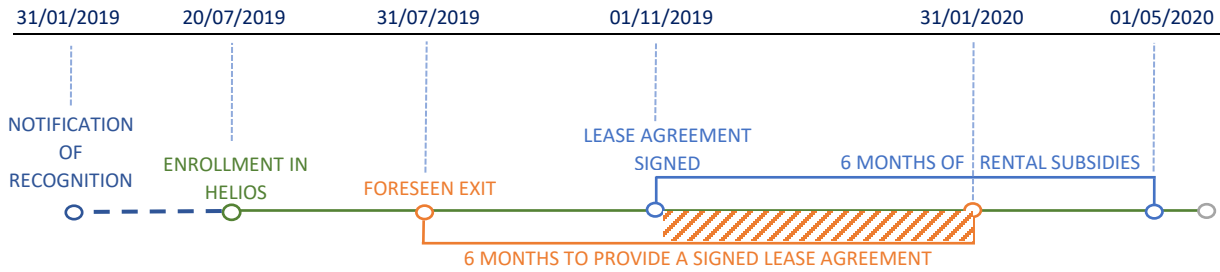 31/01/2019 20/07/2019 31/07/2019 01/11/2019 31/01/2020 01/05/2020
NOTIFICATION
OF
RECOGNITION
ENROLLMENT IN
HELIOS
FORESEEN EXIT
LEASE AGREEMENT
SIGNED
6 MONTHS OF RENTAL SUBSIDIES
6 MONTHS TO PROVIDE A SIGNED LEASE AGREEMENT